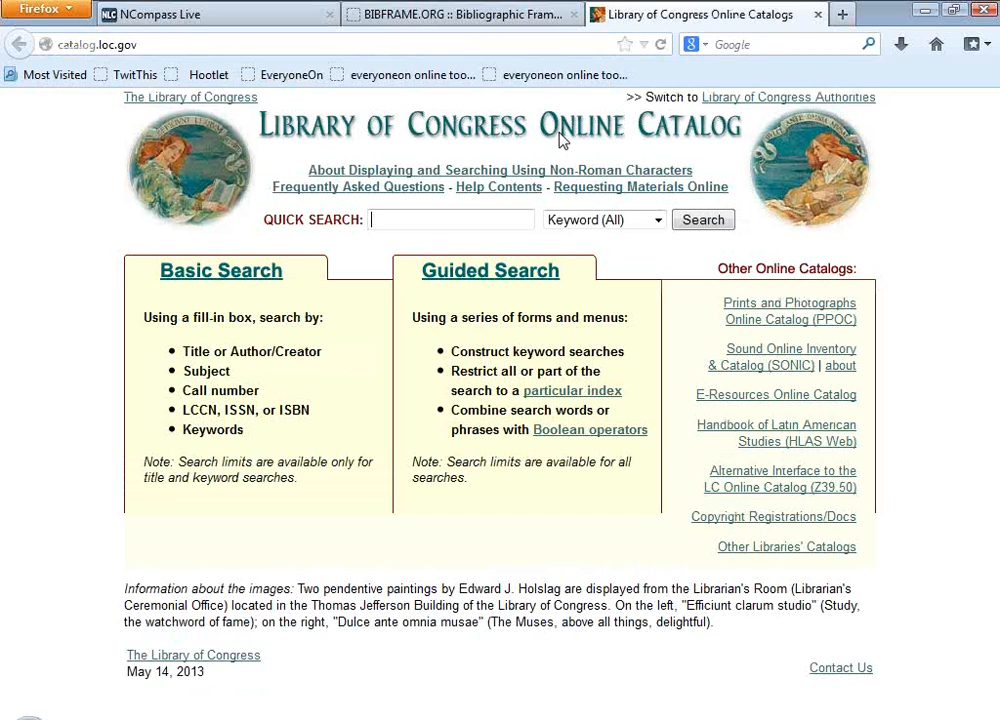 Firefox
NCompass Live
BIBFRAME.ORG :: Bibliographic Fram...
Library of Congress Online Catalogs
catalog.loc.gov
Google
Most Visited
TwitThis
Hootlet
EveryoneOn
everyoneon online too...
everyoneon online too...
The Library of Congress
>> Switch to Library of Congress Authorities
LIBRARY OF CONGRESS ONLINE CATALOG
About Displaying and Searching Using Non-Roman Characters
Frequently Asked Questions - Help Contents - Requesting Materials Online
QUICK SEARCH: Keyword (All) Search
Basic Search
Using a fill-in box, search by:
• Title or Author/Creator
• Subject
• Call number
• LCCN, ISSN, or ISBN
• Keywords
Note: Search limits are available only for
title and keyword searches.
Guided Search
Using a series of forms and menus:
• Construct keyword searches
• Restrict all or part of the
search to a particular index
• Combine search words or
phrases with Boolean operators
Note: Search limits are available for all
searches.
Other Online Catalogs:
Prints and Photographs
Online Catalog (PPOC)
Sound Online Inventory
& Catalog (SONIC) | about
E-Resources Online Catalog
Handbook of Latin American
Studies (HLAS Web)
Alternative Interface to the
LC Online Catalog (Z39.50)
Copyright Registrations/Docs
Other Libraries' Catalogs
Information about the images: Two pendentive paintings by Edward J. Holslag are displayed from the Librarian's Room (Librarian's
Ceremonial Office) located in the Thomas Jefferson Building of the Library of Congress. On the left, "Efficiunt clarum studio" (Study,
the watchword of fame); on the right, "Dulce ante omnia musae" (The Muses, above all things, delightful).
The Library of Congress
May 14, 2013
Contact Us